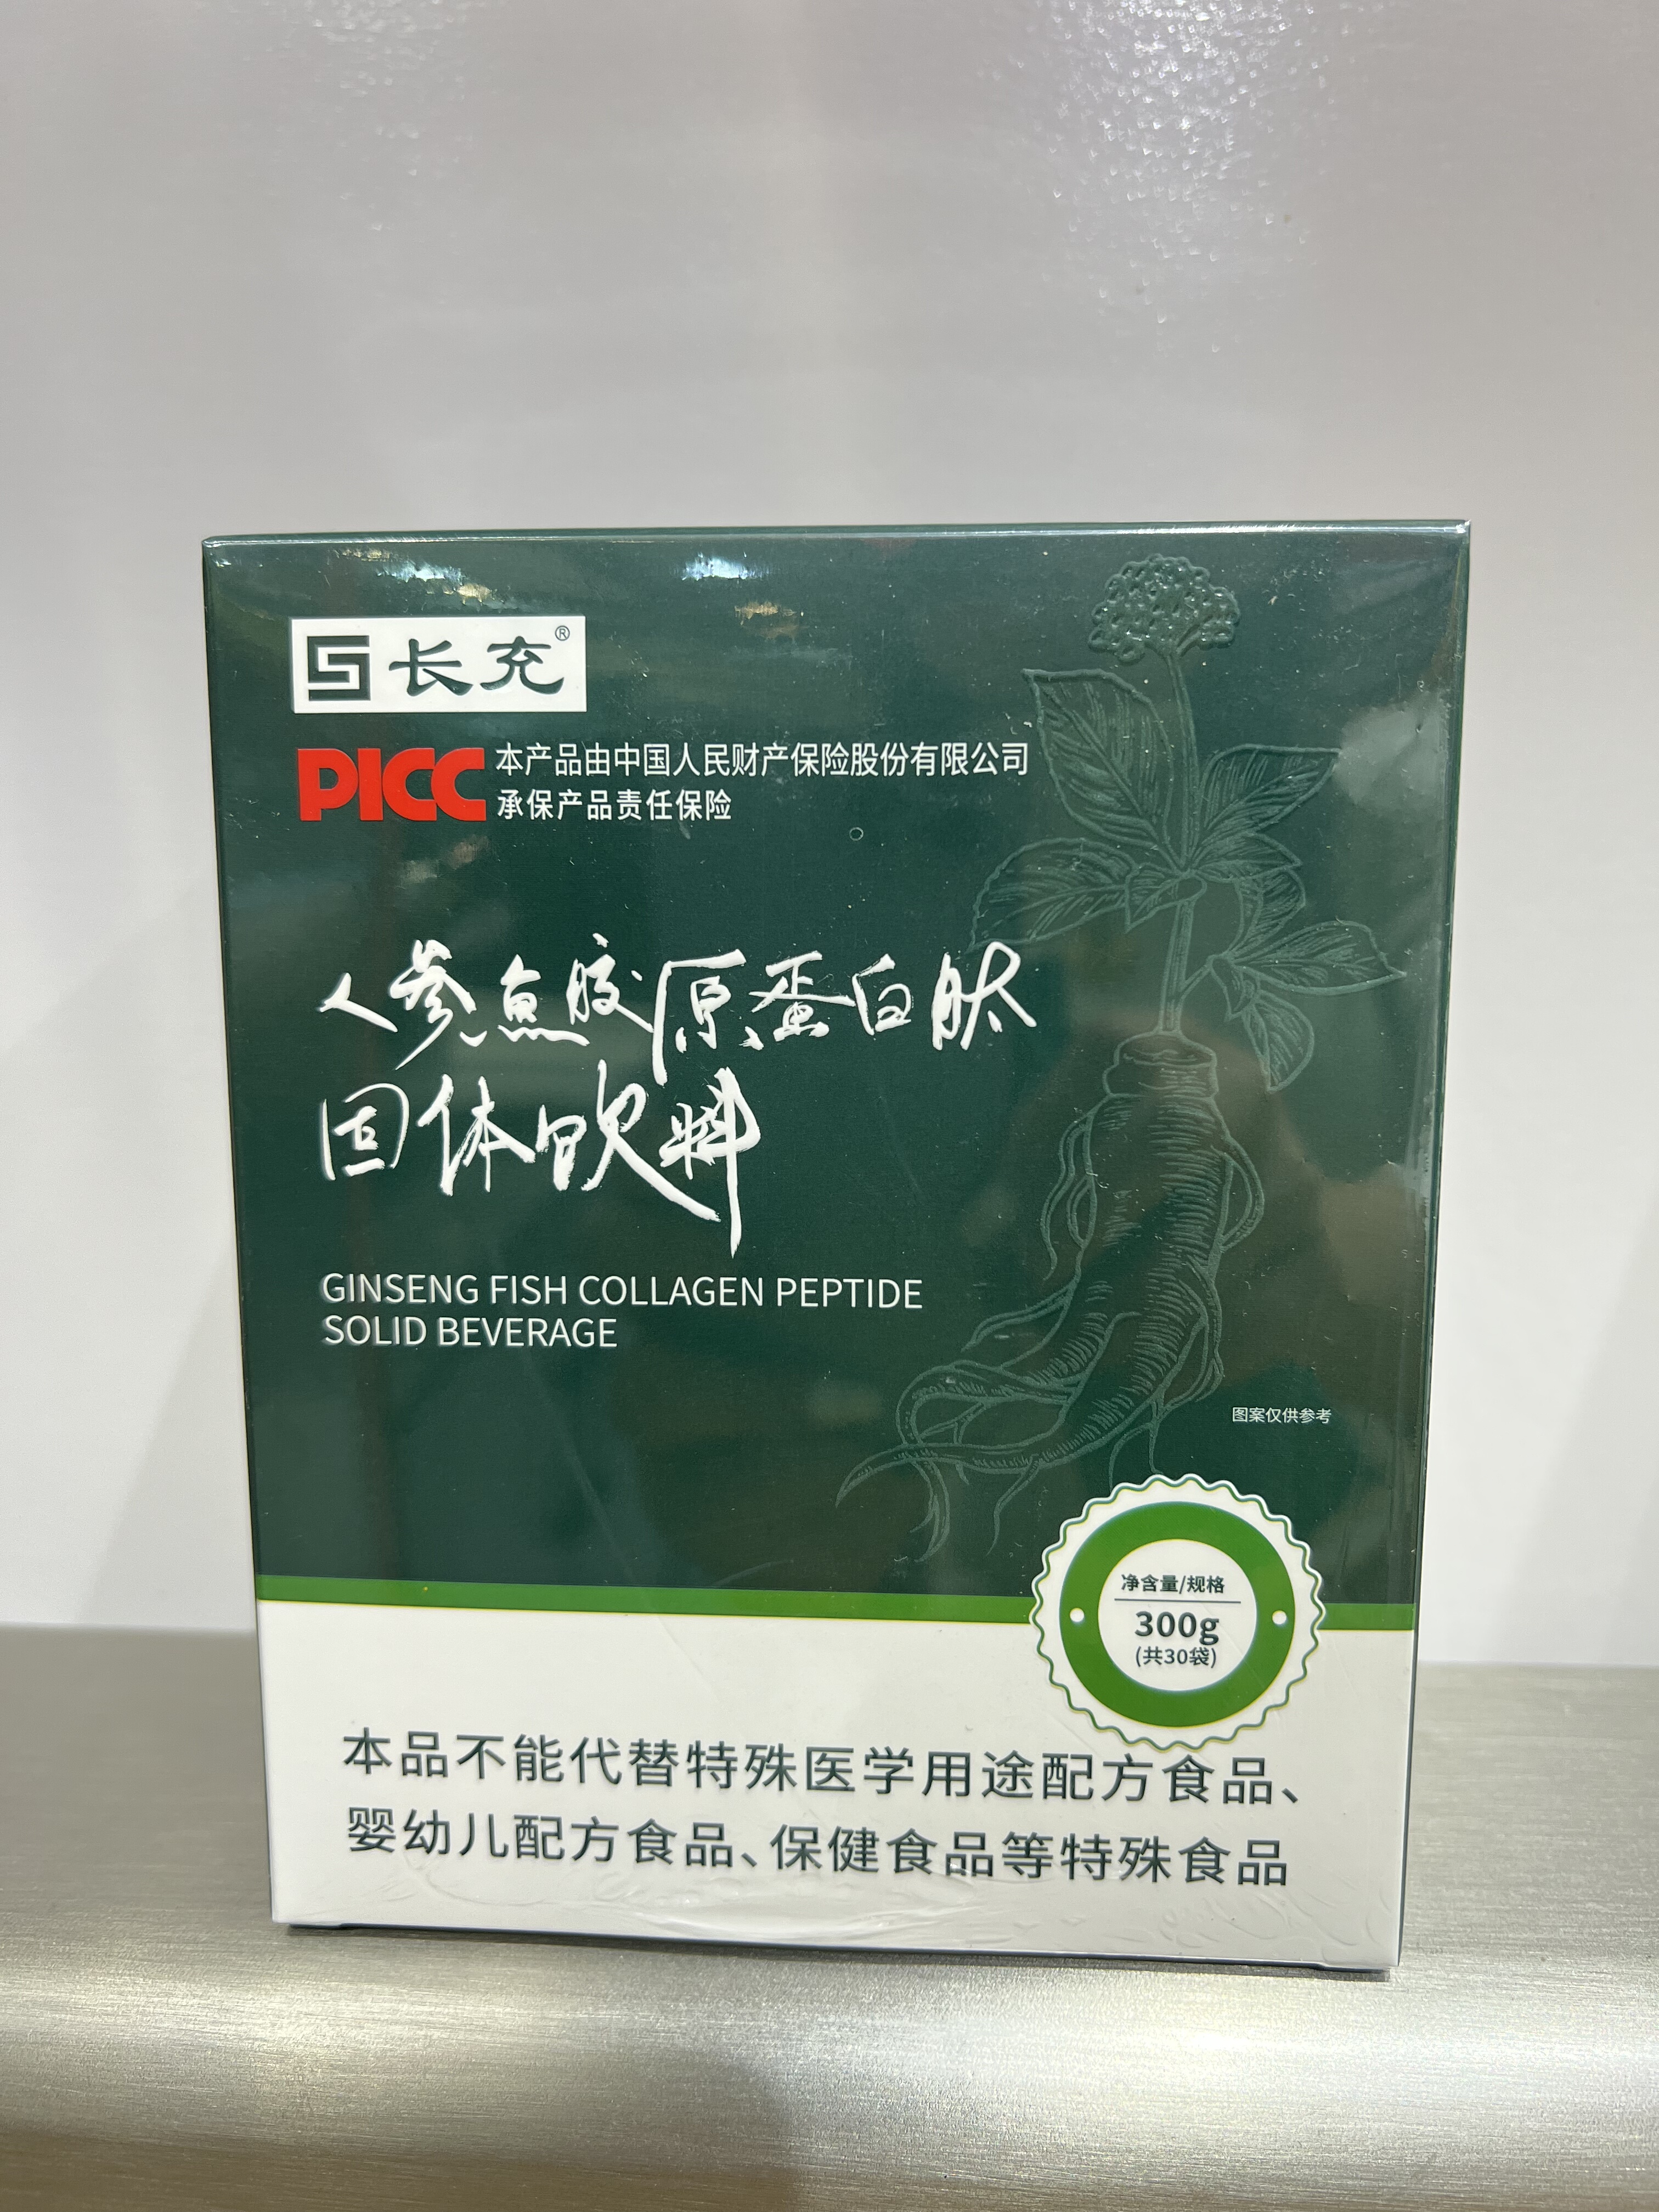 长充®
PICC 本产品由中国人民财产保险股份有限公司
承保产品责任保险
人参鱼胶原蛋白肽
固体饮料
GINSENG FISH COLLAGEN PEPTIDE
SOLID BEVERAGE
图案仅供参考
净含量/规格
300g
(共30袋)
本品不能代替特殊医学用途配方食品、
婴幼儿配方食品、保健食品等特殊食品